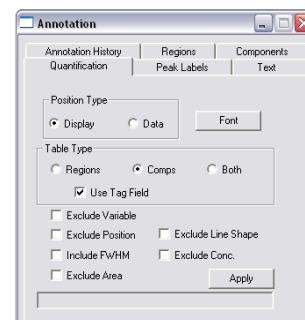 Annotation
Annotation History Regions Components
Quantification Peak Labels Text
Position Type
Display Data Font
Table Type
Regions Comps Both
Use Tag Field
Exclude Variable
Exclude Position Exclude Line Shape
Include FWHM Exclude Conc.
Exclude Area Apply